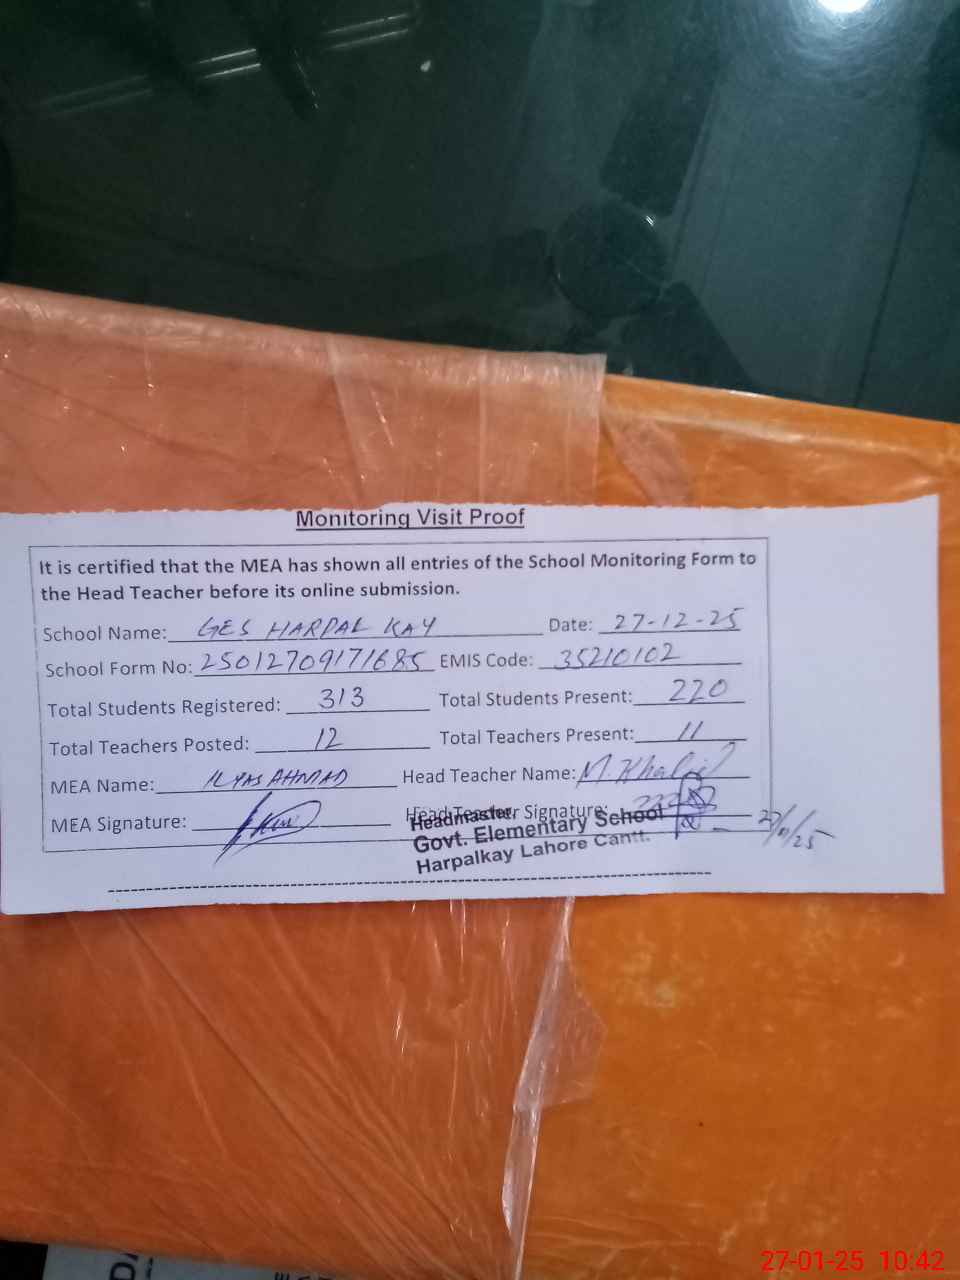 Monitoring Visit Proof
It is certified that the MEA has shown all entries of the School Monitoring Form to
the Head Teacher before its online submission.
School Name: GES HARPAL KAY Date: 27-12-25
School Form No: 25012709171685 EMIS Code: 35210102
Total Students Registered: 313 Total Students Present: 220
Total Teachers Posted: 12 Total Teachers Present: 11
MEA Name: ILYAS AHMAD Head Teacher Name: M. Khalid
MEA Signature: Head Teacher Signature:
Headmaster
Govt. Elementary School
Harpalkay Lahore Cantt.
27-01-25 10:42